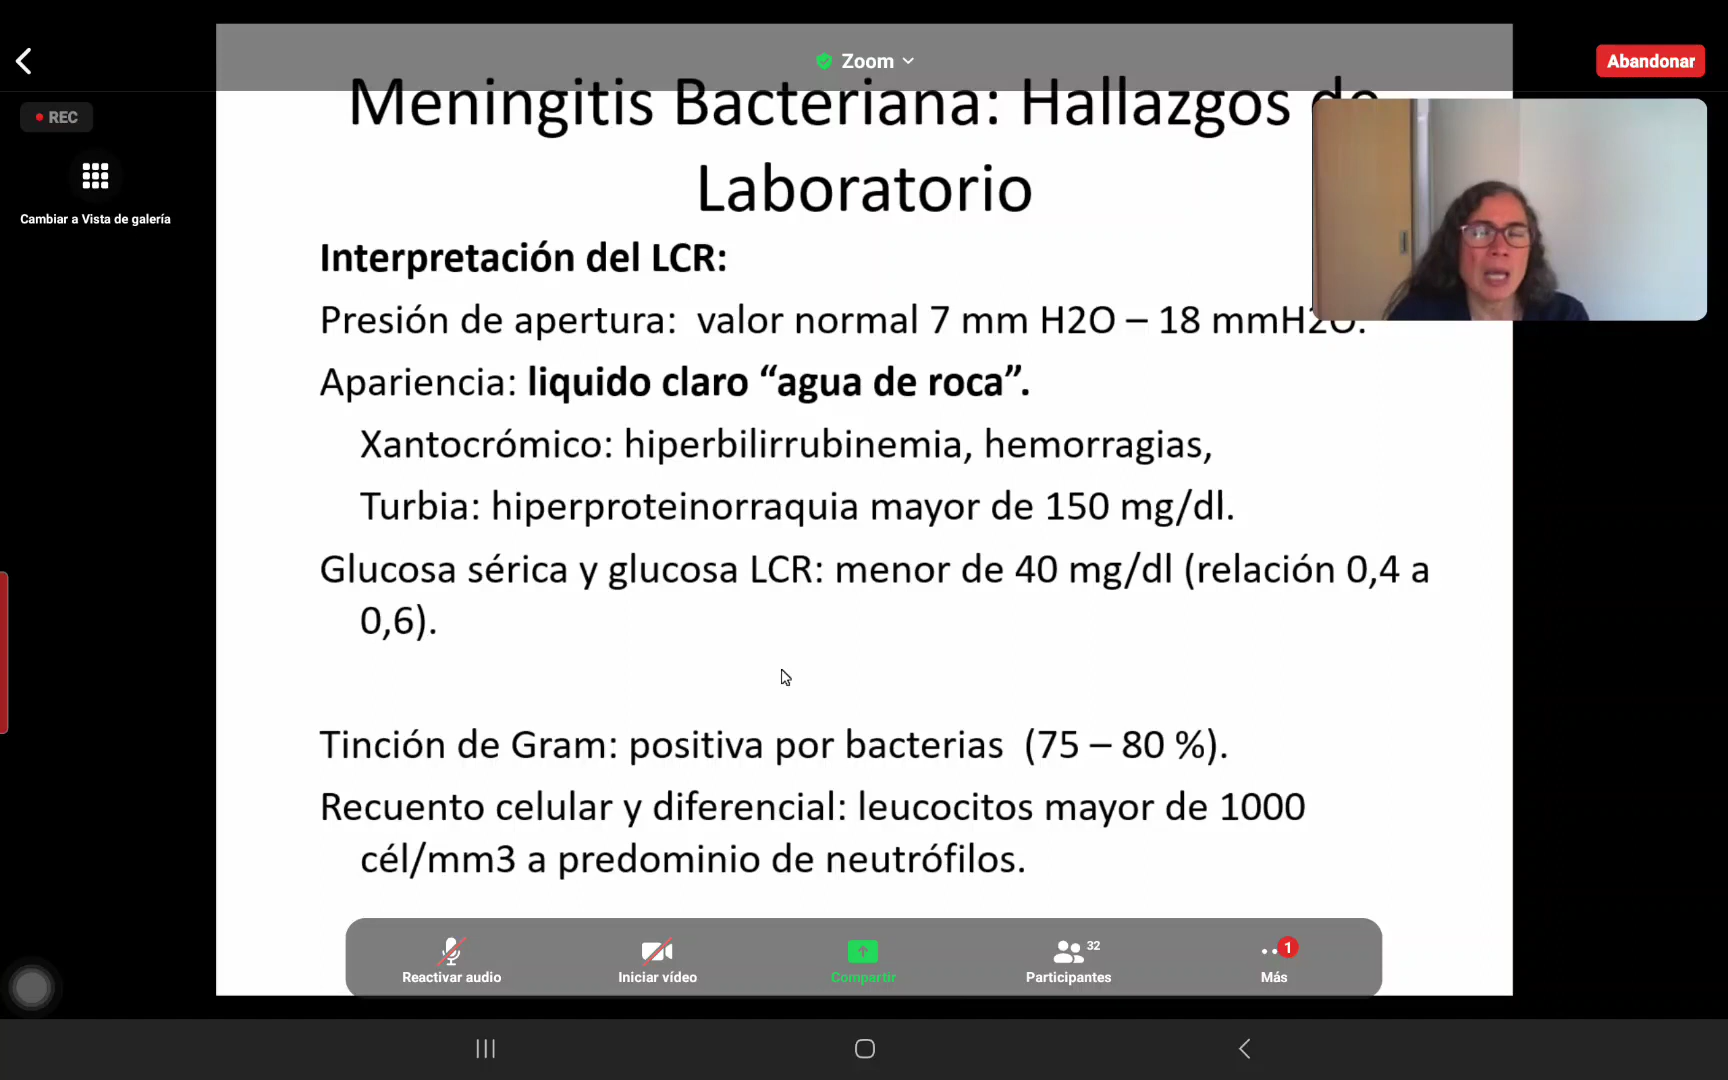 Zoom
Abandonar
REC
Cambiar a Vista de galería
Meningitis Bacteriana: Hallazgos de
Laboratorio
Interpretación del LCR:
Presión de apertura: valor normal 7 mm H2O – 18 mmH2O.
Apariencia: liquido claro “agua de roca”.
Xantocrómico: hiperbilirrubinemia, hemorragias,
Turbia: hiperproteinorraquia mayor de 150 mg/dl.
Glucosa sérica y glucosa LCR: menor de 40 mg/dl (relación 0,4 a
0,6).
Tinción de Gram: positiva por bacterias (75 – 80 %).
Recuento celular y diferencial: leucocitos mayor de 1000
cél/mm3 a predominio de neutrófilos.
32
1
Reactivar audio
Iniciar vídeo
Compartir
Participantes
Más